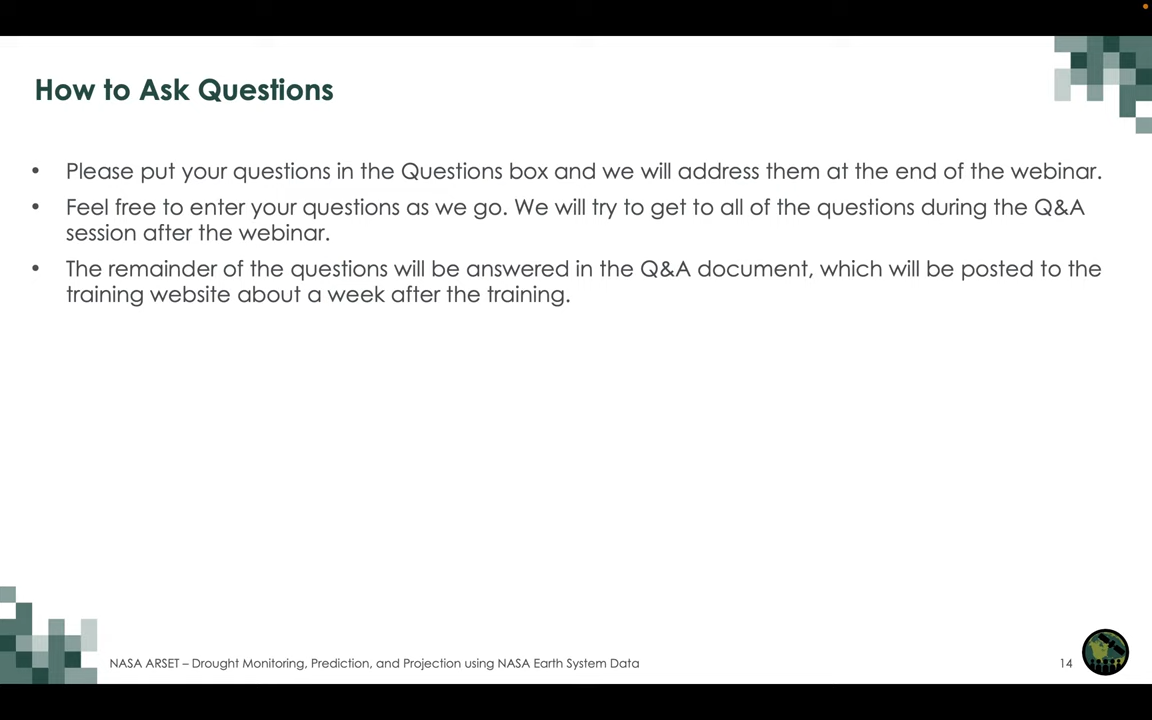 How to Ask Questions
• Please put your questions in the Questions box and we will address them at the end of the webinar.
• Feel free to enter your questions as we go. We will try to get to all of the questions during the Q&A
session after the webinar.
• The remainder of the questions will be answered in the Q&A document, which will be posted to the
training website about a week after the training.
NASA ARSET – Drought Monitoring, Prediction, and Projection using NASA Earth System Data
14